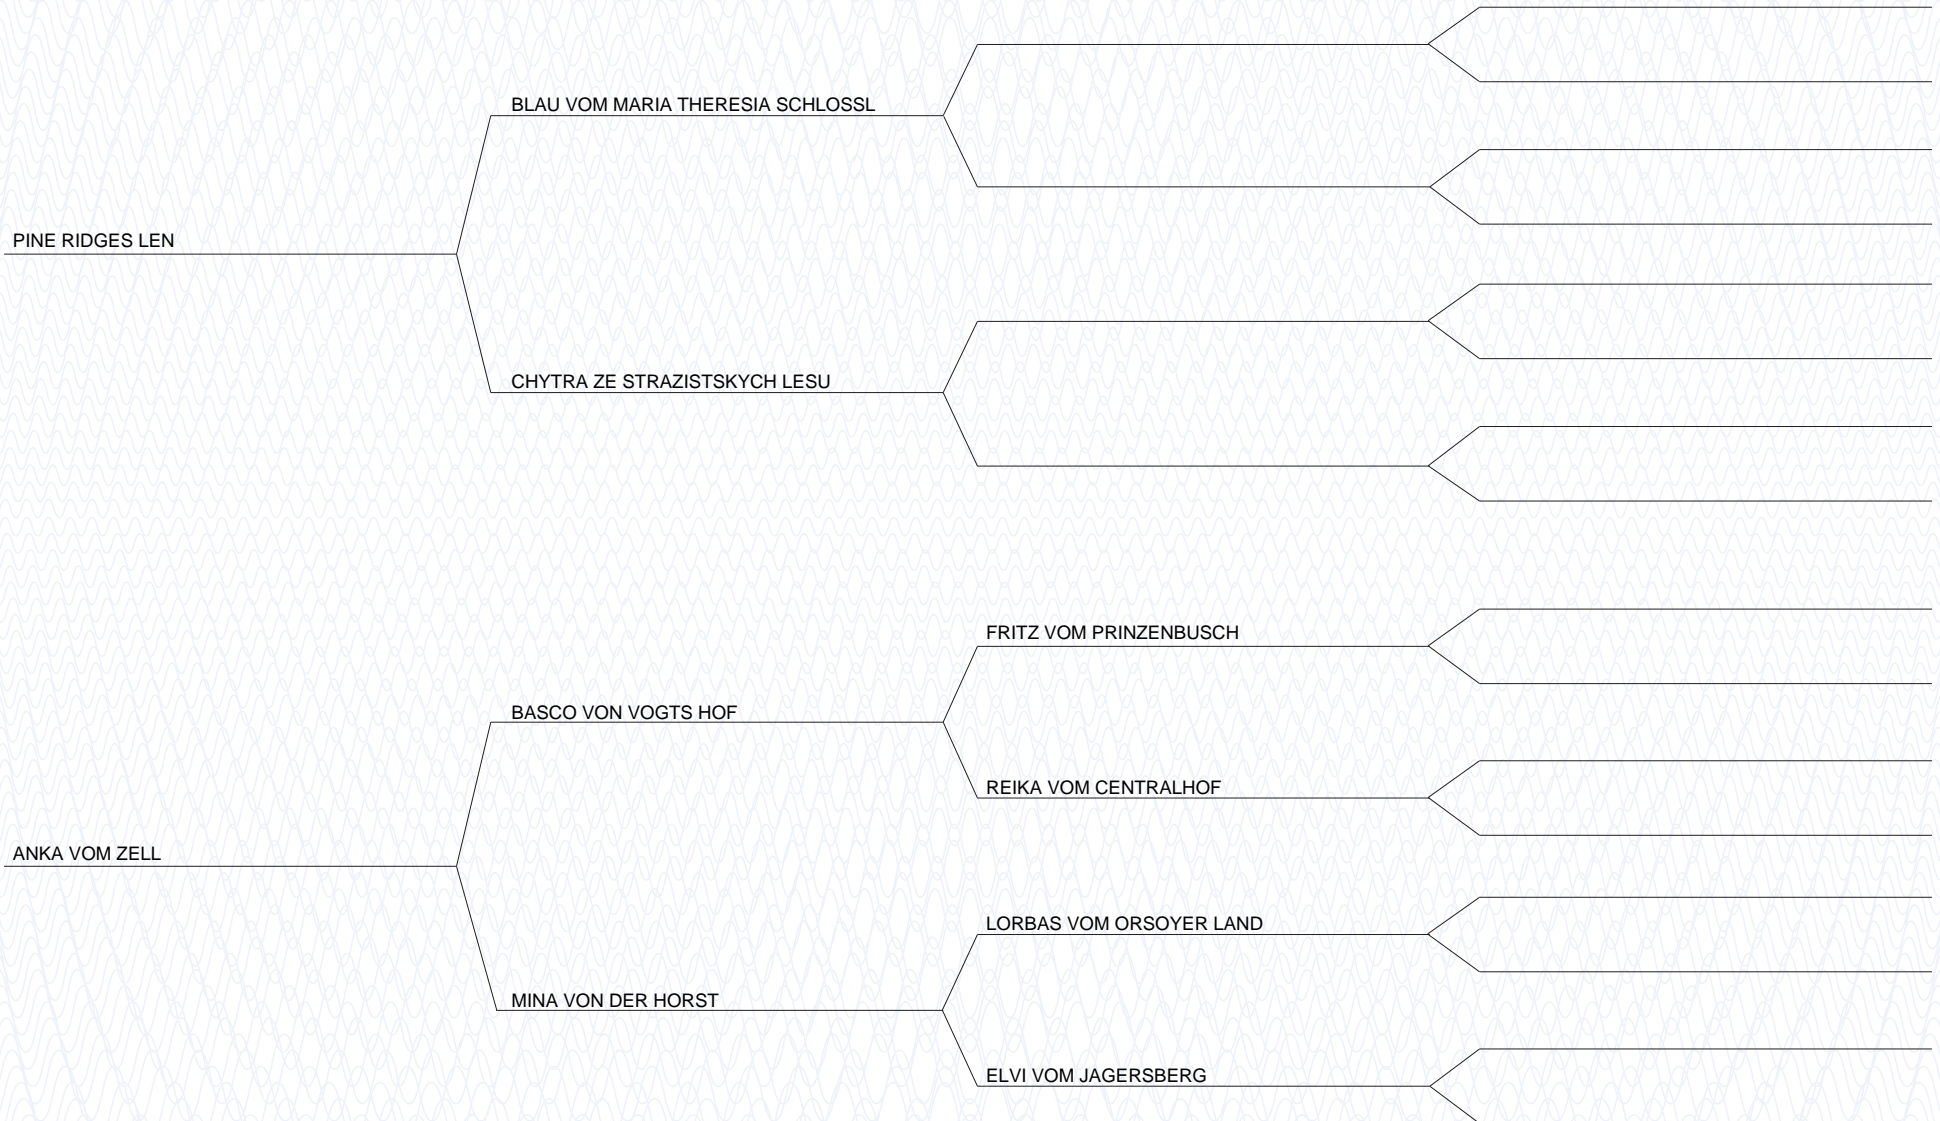 BLAU VOM MARIA THERESIA SCHLOSSL
PINE RIDGES LEN
CHYTRA ZE STRAZISTSKYCH LESU
FRITZ VOM PRINZENBUSCH
BASCO VON VOGTS HOF
REIKA VOM CENTRALHOF
ANKA VOM ZELL
LORBAS VOM ORSOYER LAND
MINA VON DER HORST
ELVI VOM JAGERSBERG